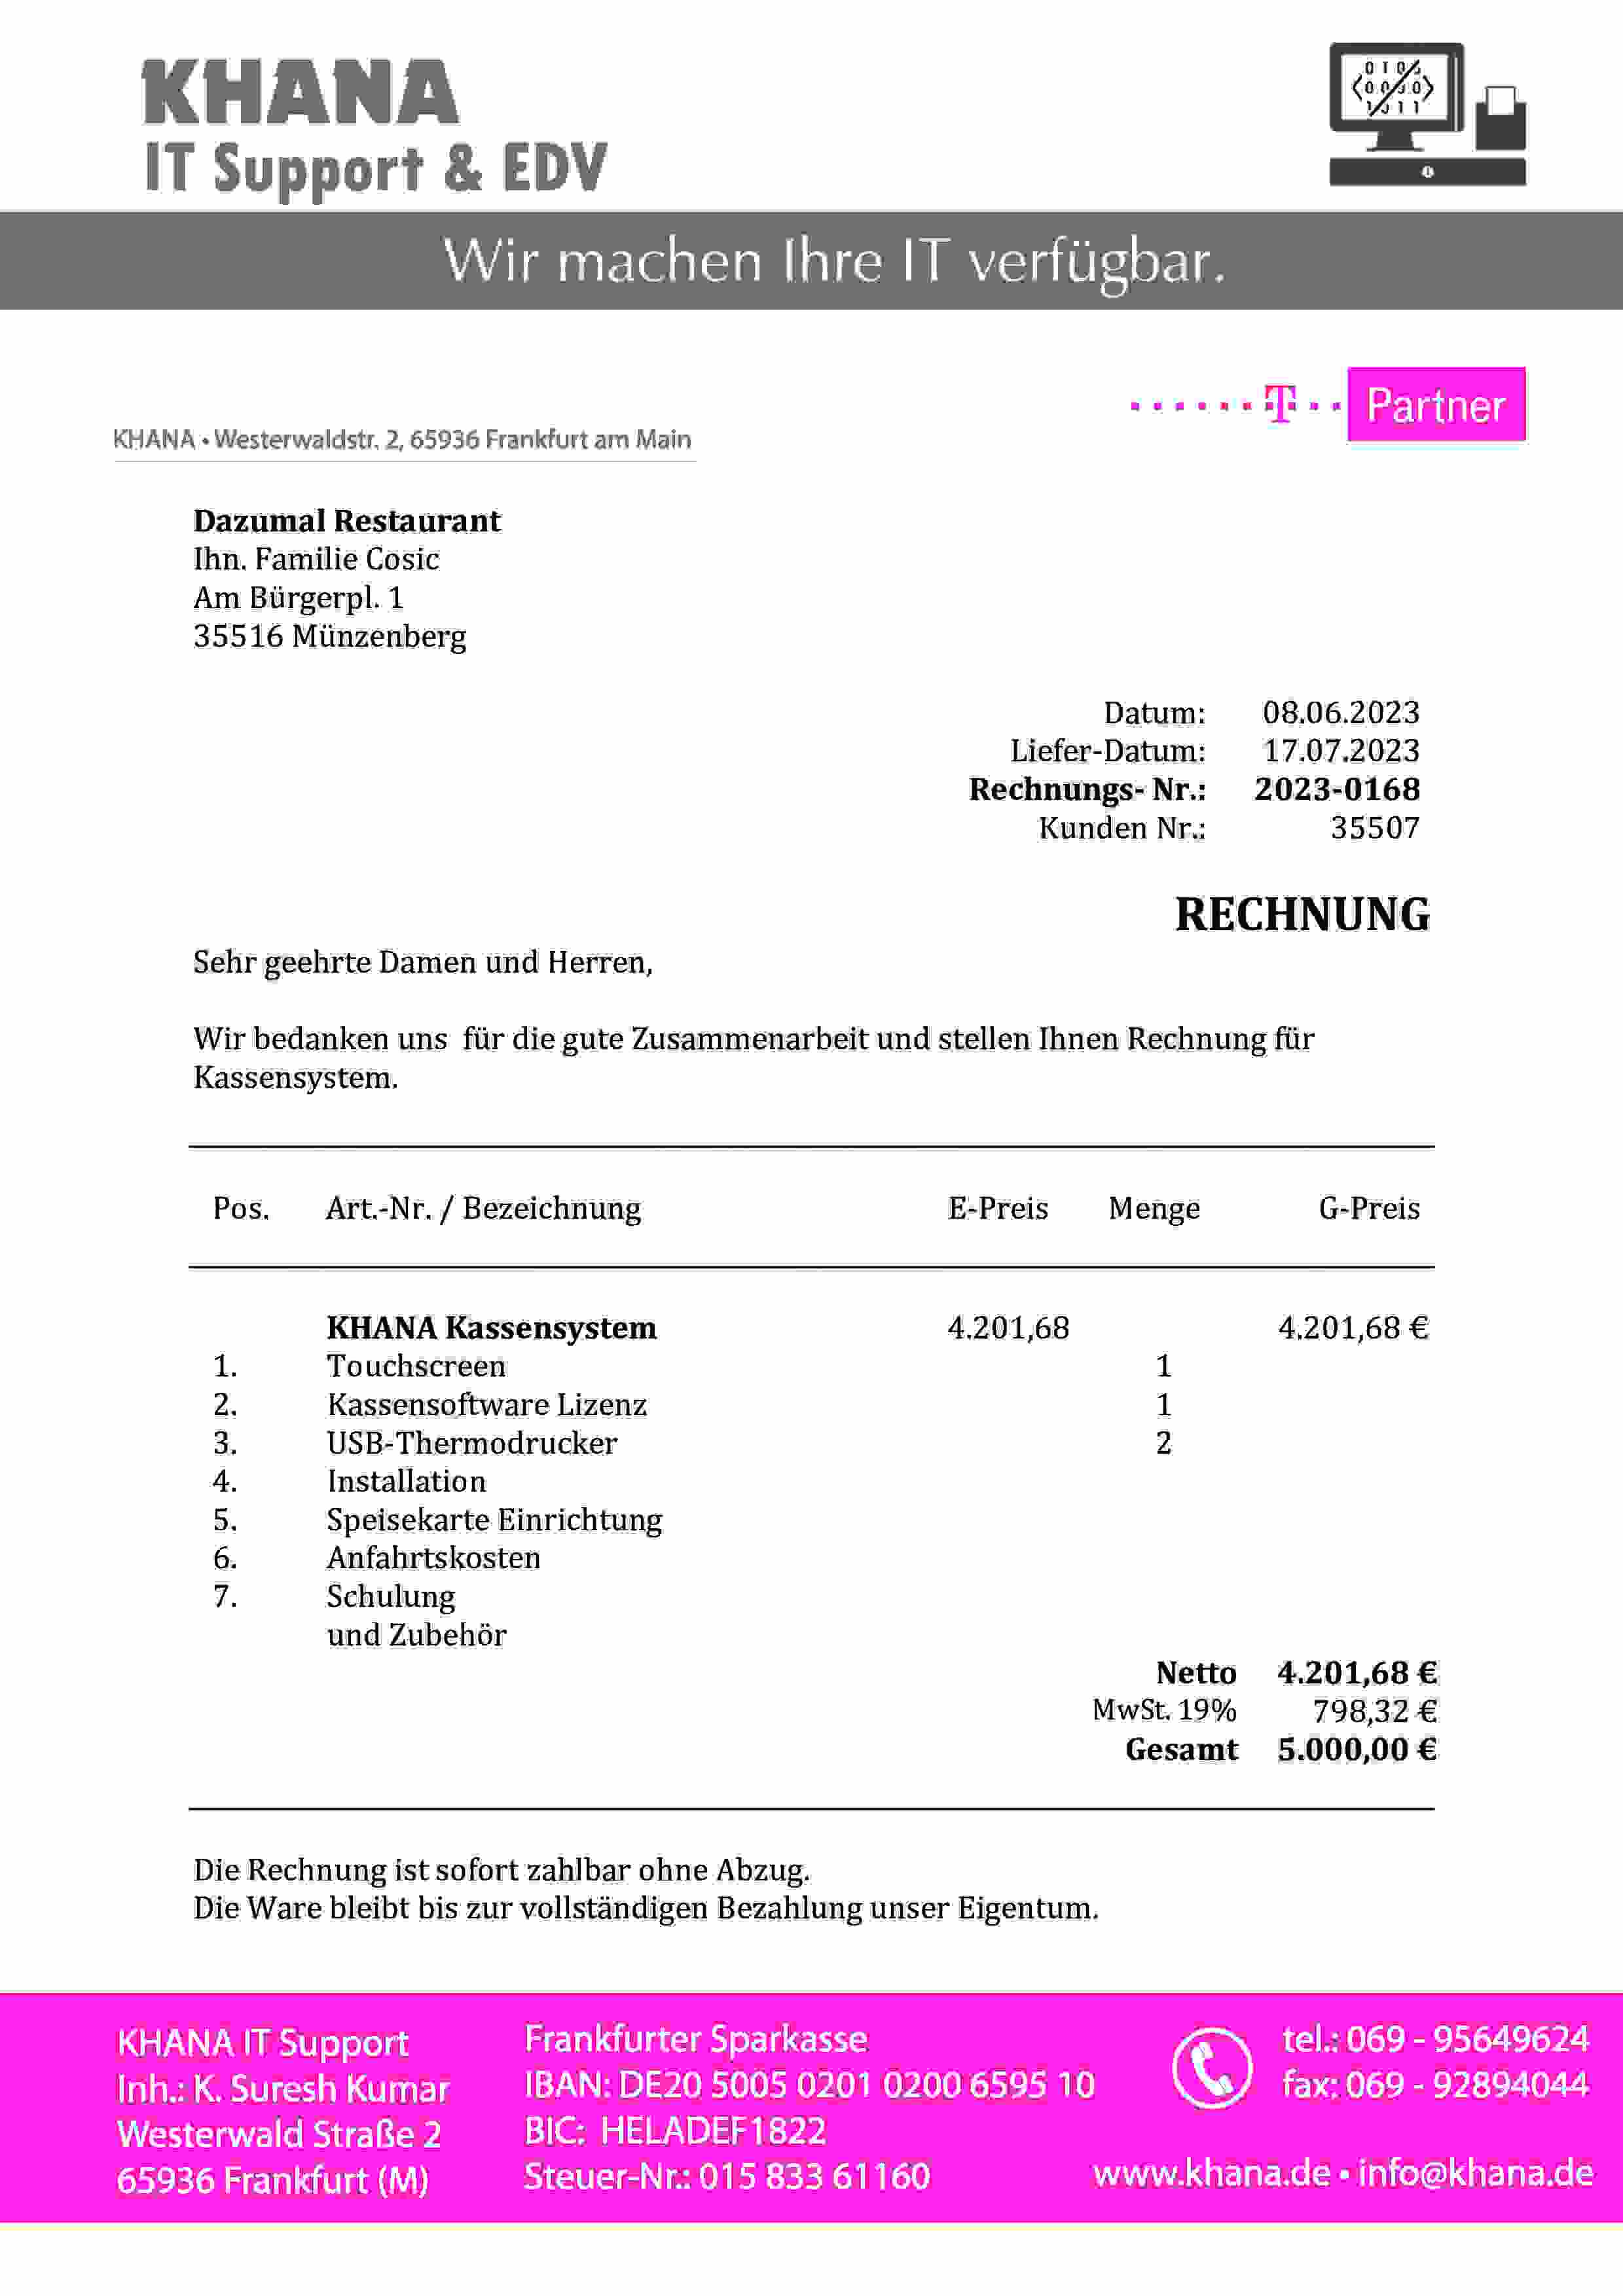 KHANA
IT Support & EDV
Wir machen Ihre IT verfügbar.
T Partner
KHANA • Westerwaldstr. 2, 65936 Frankfurt am Main
Dazumal Restaurant
Ihn. Familie Cosic
Am Bürgerpl. 1
35516 Münzenberg
Datum: 08.06.2023
Liefer-Datum: 17.07.2023
Rechnungs- Nr.: 2023-0168
Kunden Nr.: 35507
RECHNUNG
Sehr geehrte Damen und Herren,
Wir bedanken uns für die gute Zusammenarbeit und stellen Ihnen Rechnung für
Kassensystem.
Pos. Art.-Nr. / Bezeichnung E-Preis Menge G-Preis
KHANA Kassensystem 4.201,68 4.201,68 €
1. Touchscreen 1
2. Kassensoftware Lizenz 1
3. USB-Thermodrucker 2
4. Installation
5. Speisekarte Einrichtung
6. Anfahrtskosten
7. Schulung
und Zubehör
Netto 4.201,68 €
MwSt. 19% 798,32 €
Gesamt 5.000,00 €
Die Rechnung ist sofort zahlbar ohne Abzug.
Die Ware bleibt bis zur vollständigen Bezahlung unser Eigentum.
KHANA IT Support
Inh.: K. Suresh Kumar
Westerwald Straße 2
65936 Frankfurt (M)
Frankfurter Sparkasse
IBAN: DE20 5005 0201 0200 6595 10
BIC: HELADEF1822
Steuer-Nr.: 015 833 61160
tel.: 069 - 95649624
fax: 069 - 92894044
www.khana.de • info@khana.de